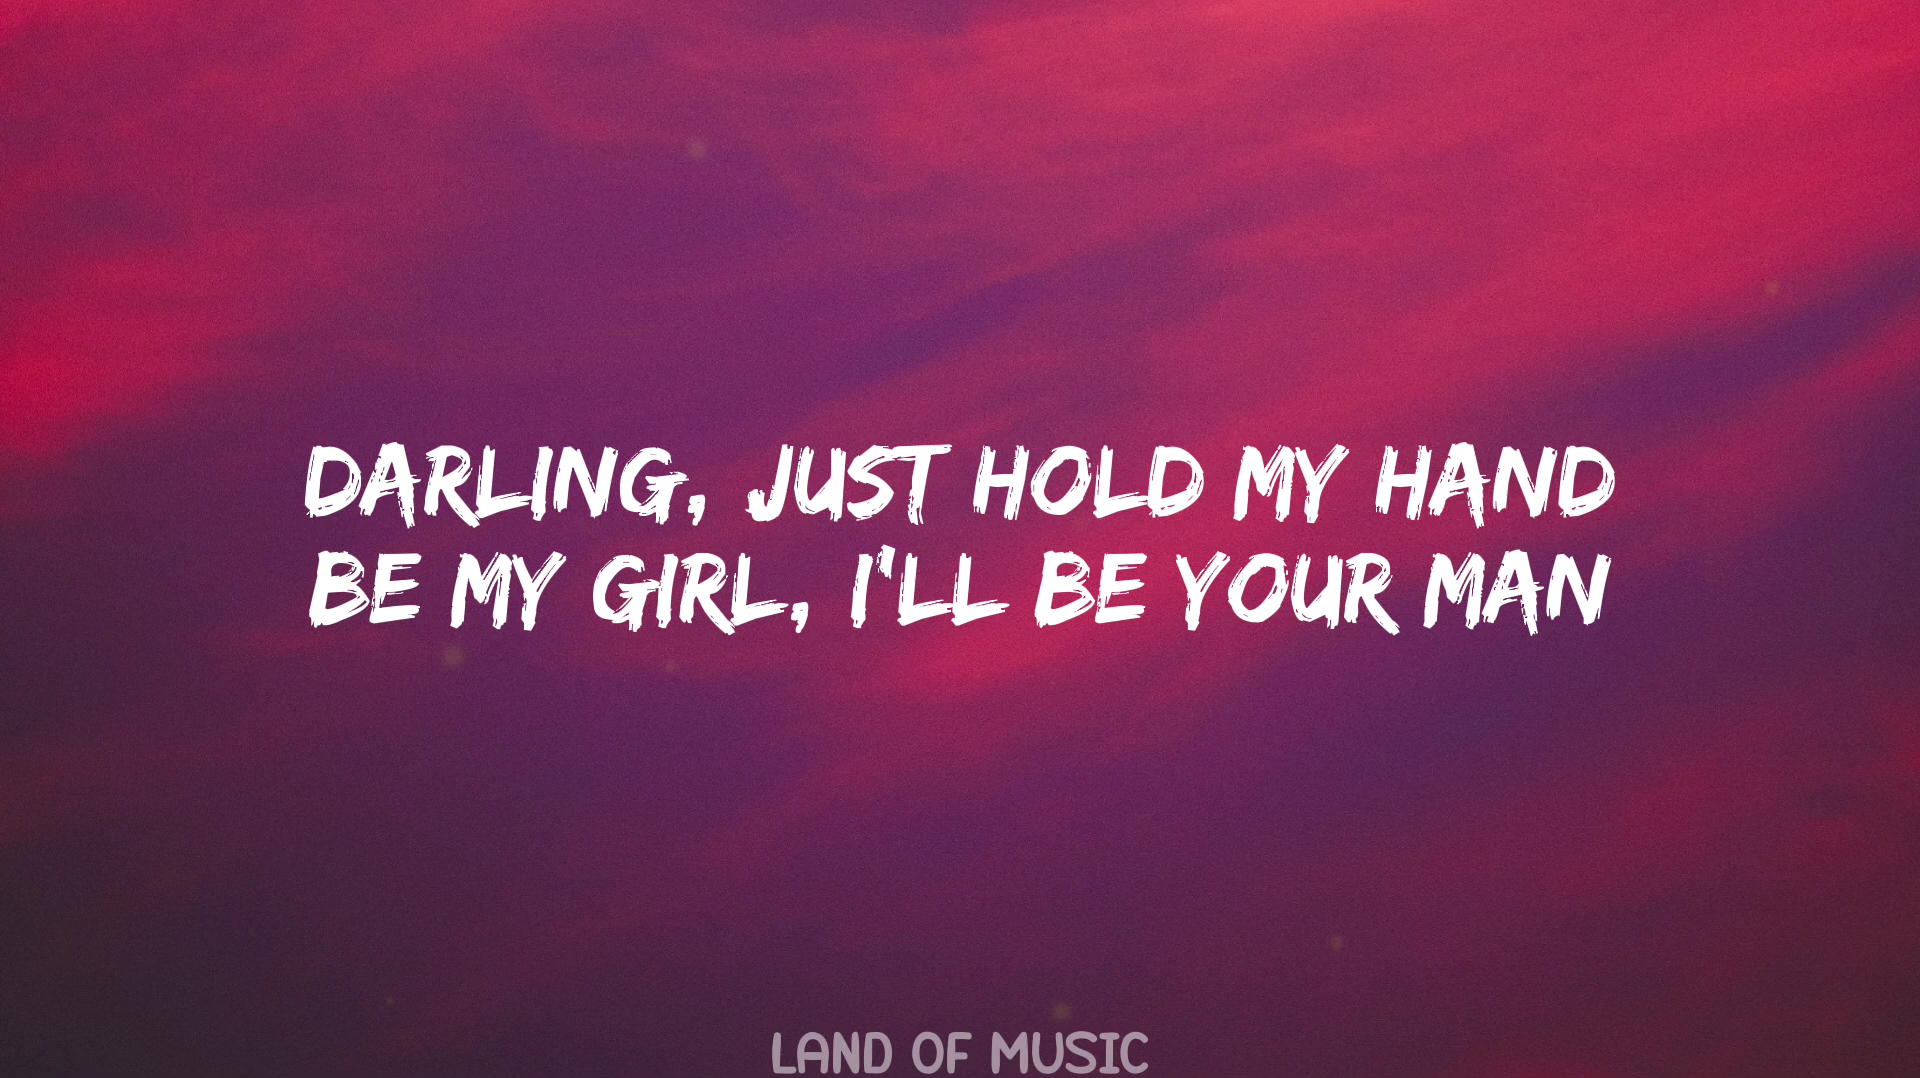 DARLING, JUST HOLD MY HAND
BE MY GIRL, I'LL BE YOUR MAN
LAND OF MUSIC